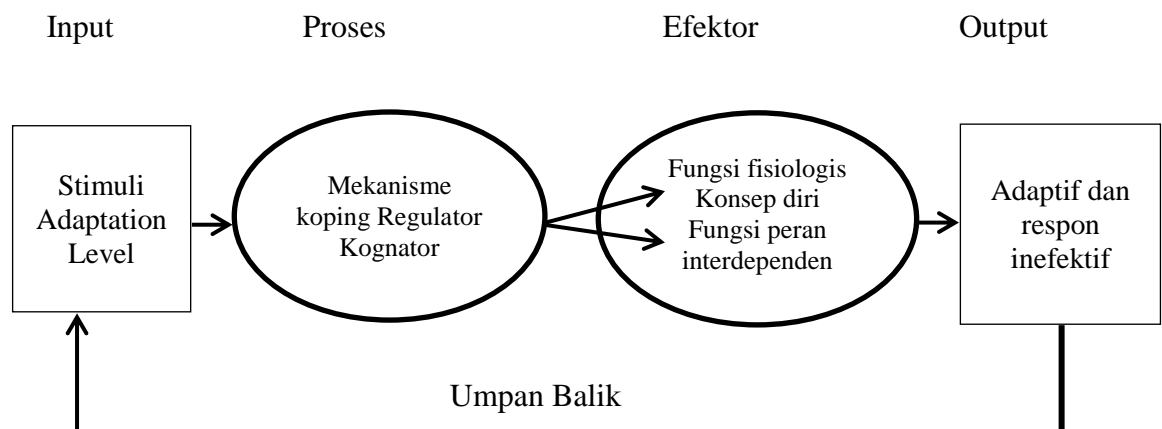 Input
Proses
Efektor
Output
Stimuli
Adaptation
Level
Mekanisme
koping Regulator
Kognator
Fungsi fisiologis
Konsep diri
Fungsi peran
interdependen
Adaptif dan
respon
inefektif
Umpan Balik